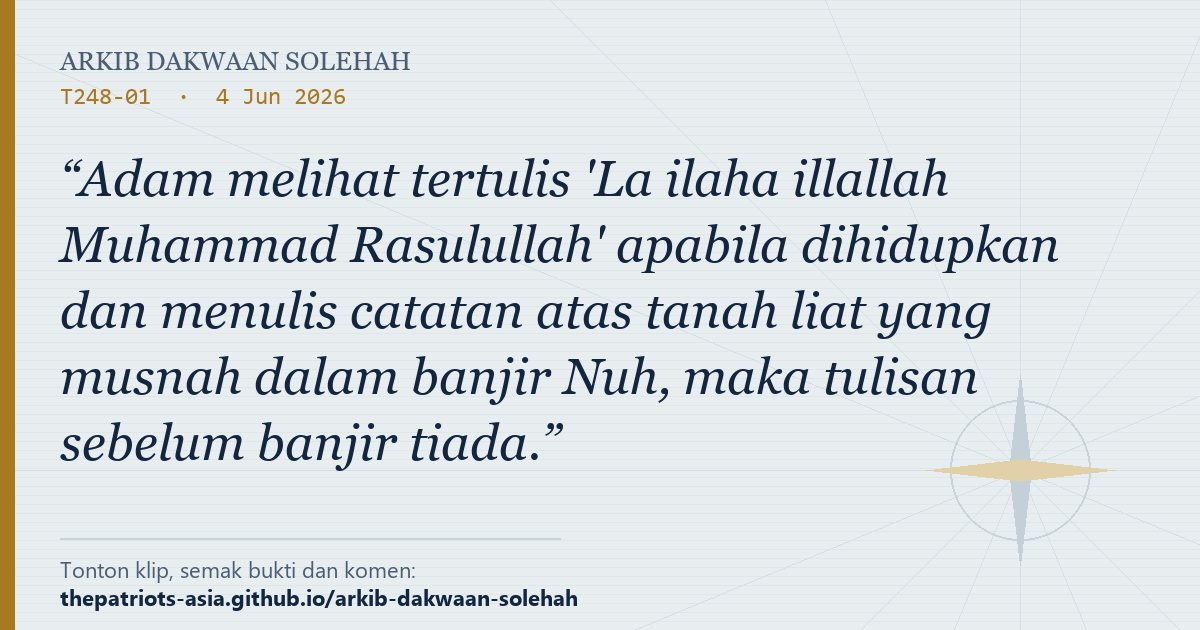 ARKIB DAKWAAN SOLEHAH
T248-01 · 4 Jun 2026
“Adam melihat tertulis 'La ilaha illallah
Muhammad Rasulullah' apabila dihidupkan
dan menulis catatan atas tanah liat yang
musnah dalam banjir Nuh, maka tulisan
sebelum banjir tiada.”
Tonton klip, semak bukti dan komen:
thepatriots-asia.github.io/arkib-dakwaan-solehah